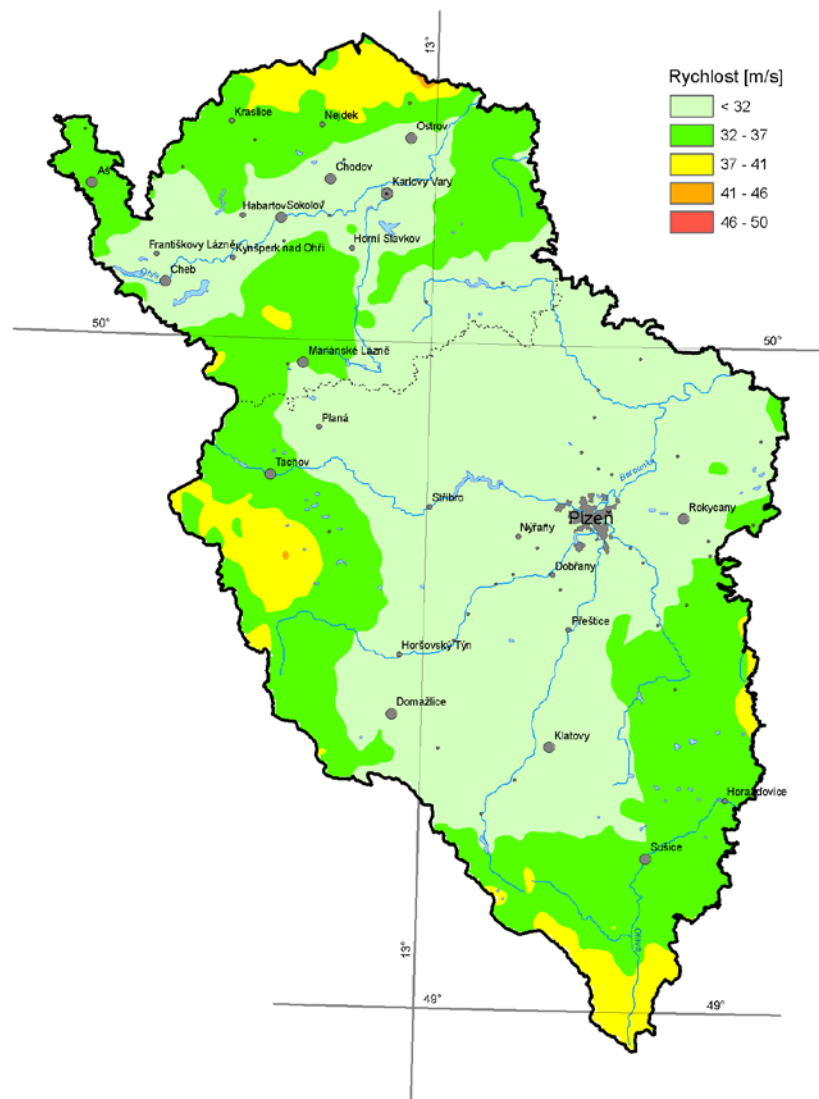 13°
Rychlost [m/s]
< 32
32 - 37
37 - 41
41 - 46
46 - 50
Kraslice
Nejdek
Ostrov
Aš
Chodov
Karlovy Vary
Habartov
Sokolov
Františkovy Lázně
Kynšperk nad Ohří
Horní Slavkov
Cheb
Ohře
50°
50°
Mariánské Lázně
Planá
Tachov
Stříbro
Berounka
Plzeň
Rokycany
Nýřany
Dobřany
Přeštice
Horšovský Týn
Domažlice
Klatovy
Horažďovice
Sušice
Otava
13°
49°
49°